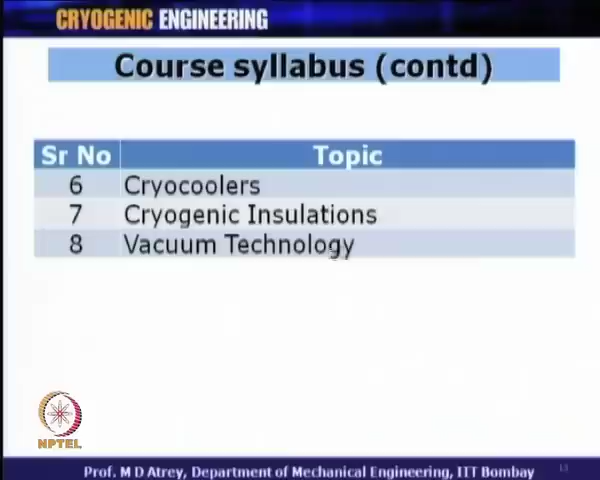 CRYOGENIC ENGINEERING
Course syllabus (contd)
Sr No Topic
6 Cryocoolers
7 Cryogenic Insulations
8 Vacuum Technology
NPTEL
Prof. M D Atrey, Department of Mechanical Engineering, IIT Bombay